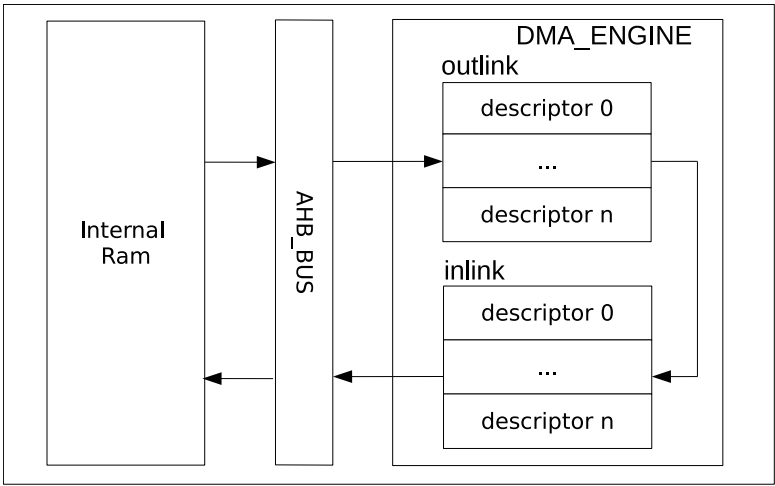 DMA_ENGINE
outlink
descriptor 0
...
descriptor n
Internal
Ram
AHB_BUS
inlink
descriptor 0
...
descriptor n